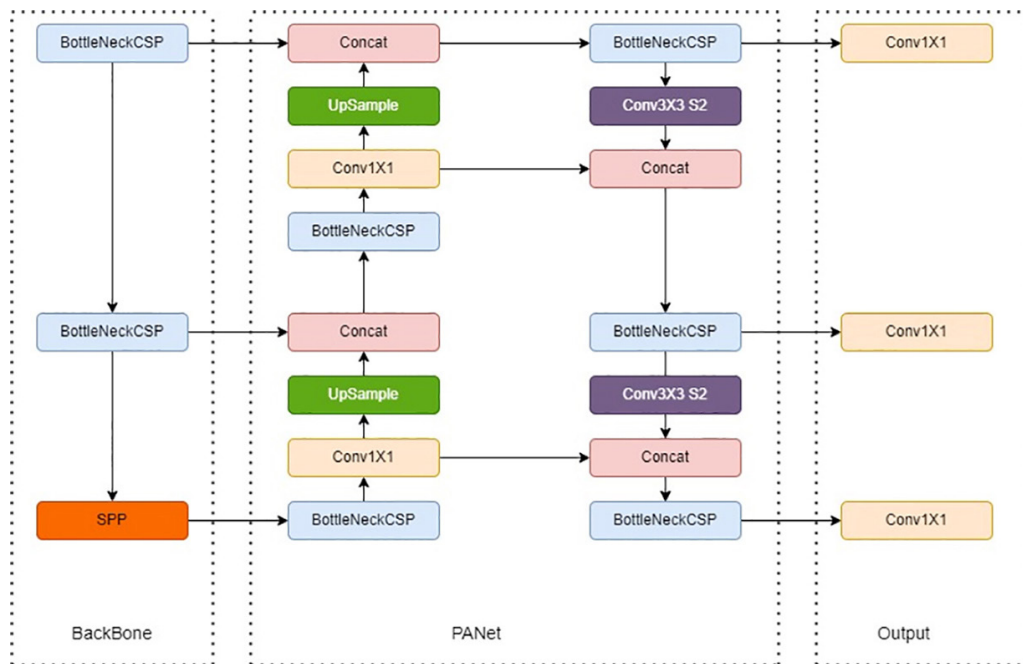 BottleNeckCSP
Concat
BottleNeckCSP
Conv1X1
UpSample
Conv3X3 S2
Conv1X1
Concat
BottleNeckCSP
BottleNeckCSP
Concat
BottleNeckCSP
Conv1X1
UpSample
Conv3X3 S2
Conv1X1
Concat
SPP
BottleNeckCSP
BottleNeckCSP
Conv1X1
BackBone
PANet
Output